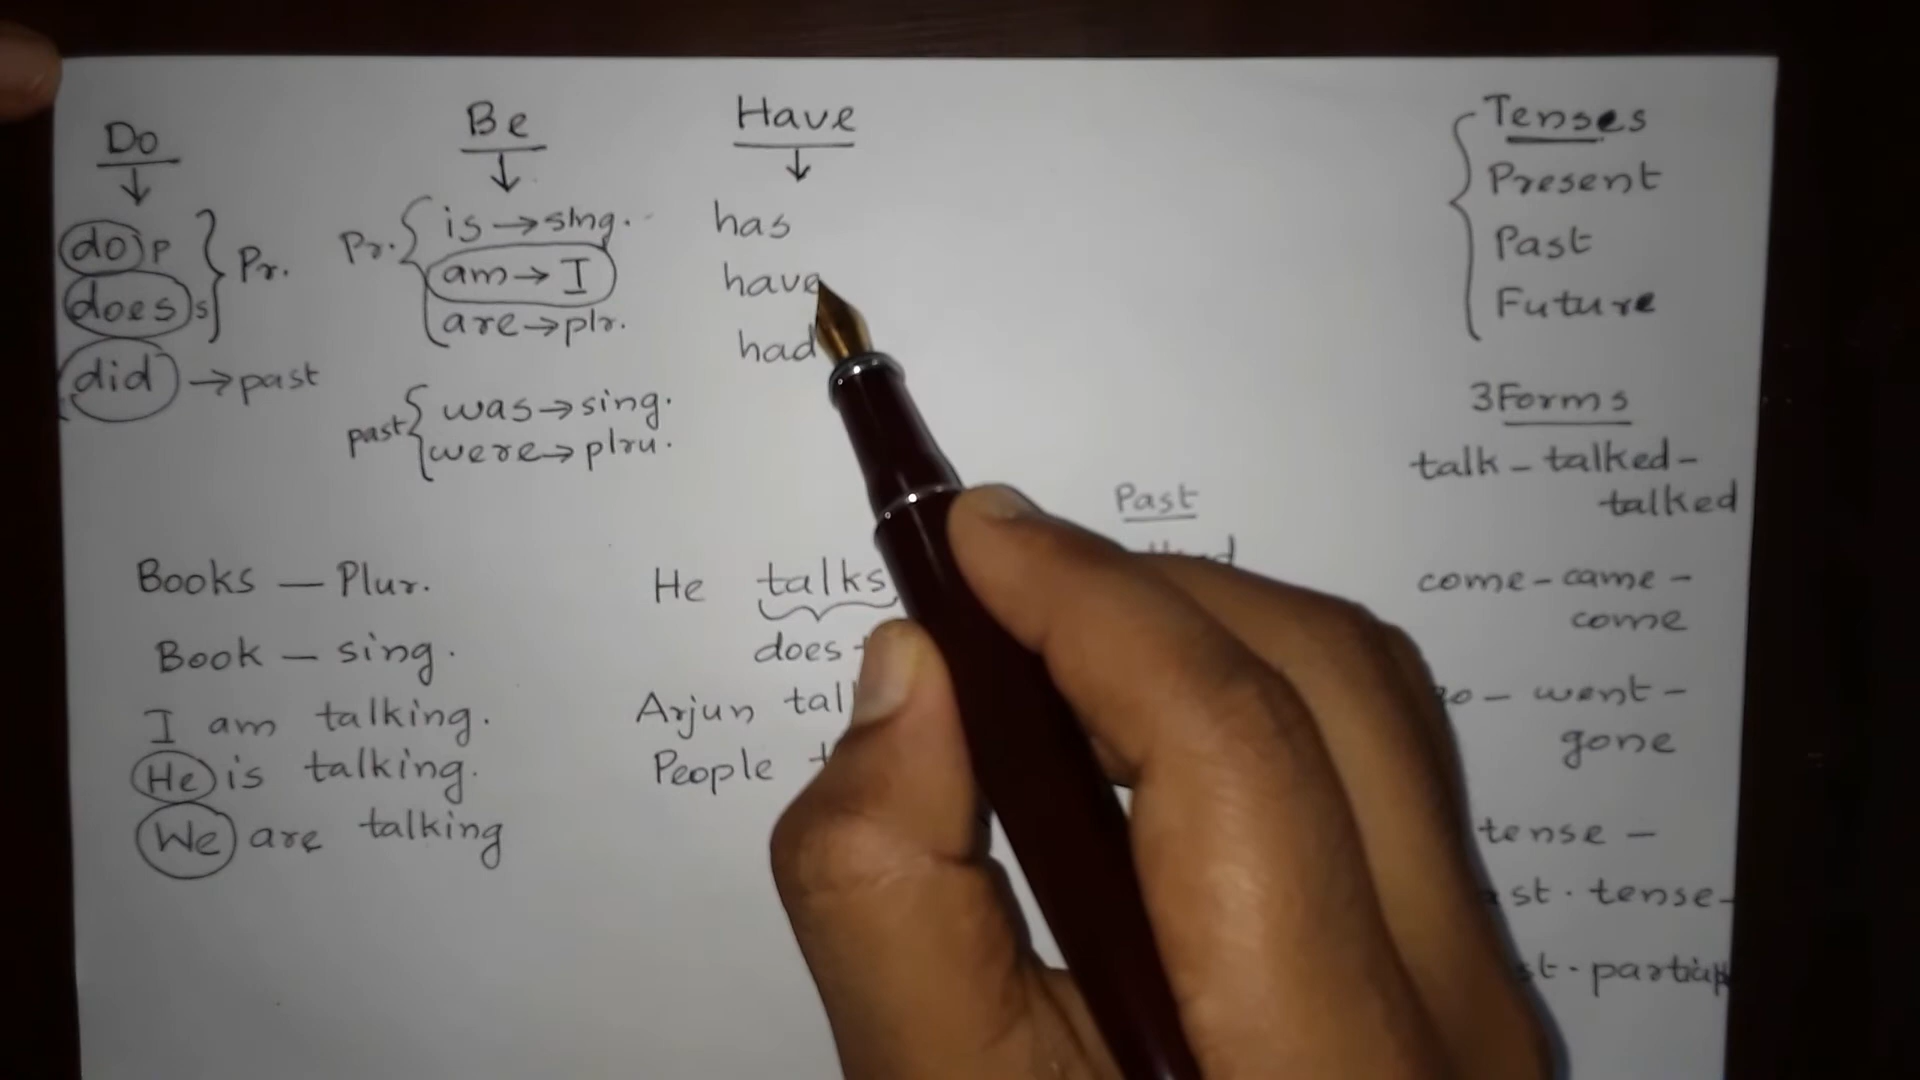 Do
↓
do p } Pr.
does s
did → past
Be
↓
Pr. { is → sing.
am → I
are → plr.
past { was → sing.
were → plru.
Have
↓
has
have
had
Tenses
Present
Past
Future
3 Forms
talk - talked -
talked
come - came -
come
- went -
gone
tense -
tense -
Books — Plur.
Book — sing.
I am talking.
He is talking.
We are talking
Past
He talks
does
Arjun
People